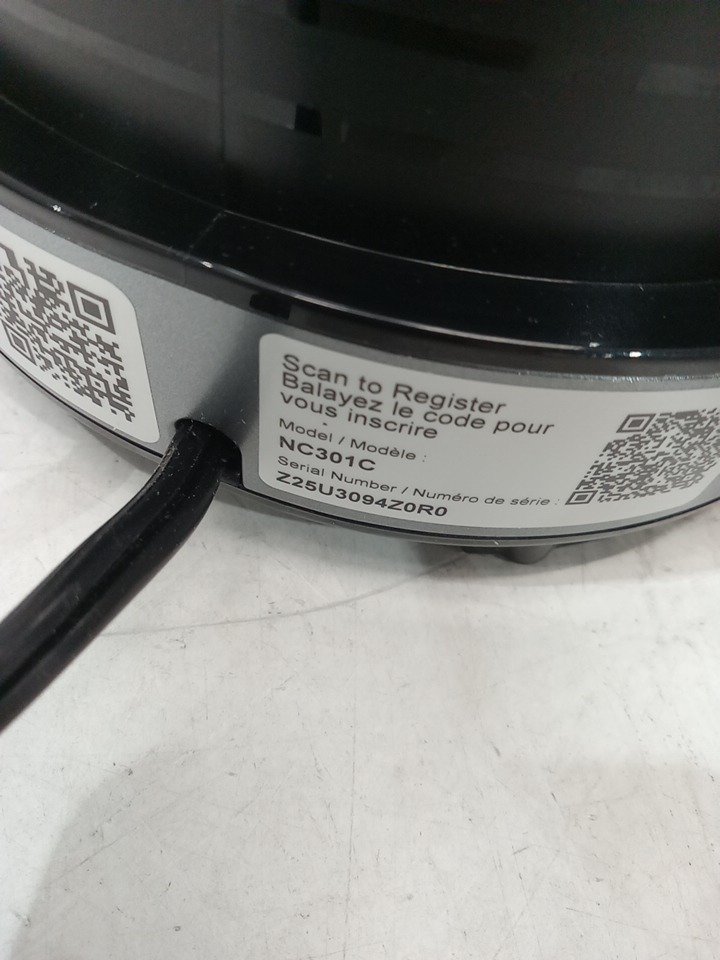 Scan to Register
Balayez le code pour
vous inscrire
Model / Modèle :
NC301C
Serial Number / Numéro de série :
Z25U3094Z0R0